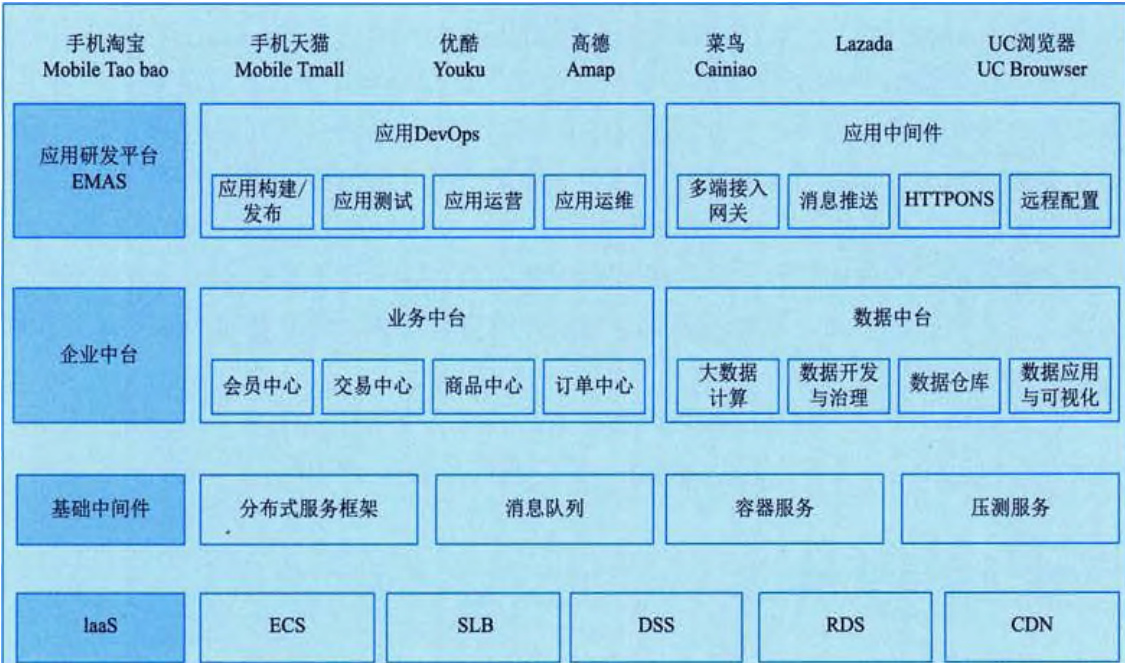 手机淘宝
Mobile Tao bao
手机天猫
Mobile Tmall
优酷
Youku
高德
Amap
菜鸟
Cainiao
Lazada
UC浏览器
UC Brouwser
应用研发平台
EMAS
应用DevOps
应用构建/
发布
应用测试
应用运营
应用运维
应用中间件
多端接入
网关
消息推送
HTTPONS
远程配置
企业中台
业务中台
会员中心
交易中心
商品中心
订单中心
数据中台
大数据
计算
数据开发
与治理
数据仓库
数据应用
与可视化
基础中间件
分布式服务框架
消息队列
容器服务
压测服务
IaaS
ECS
SLB
DSS
RDS
CDN